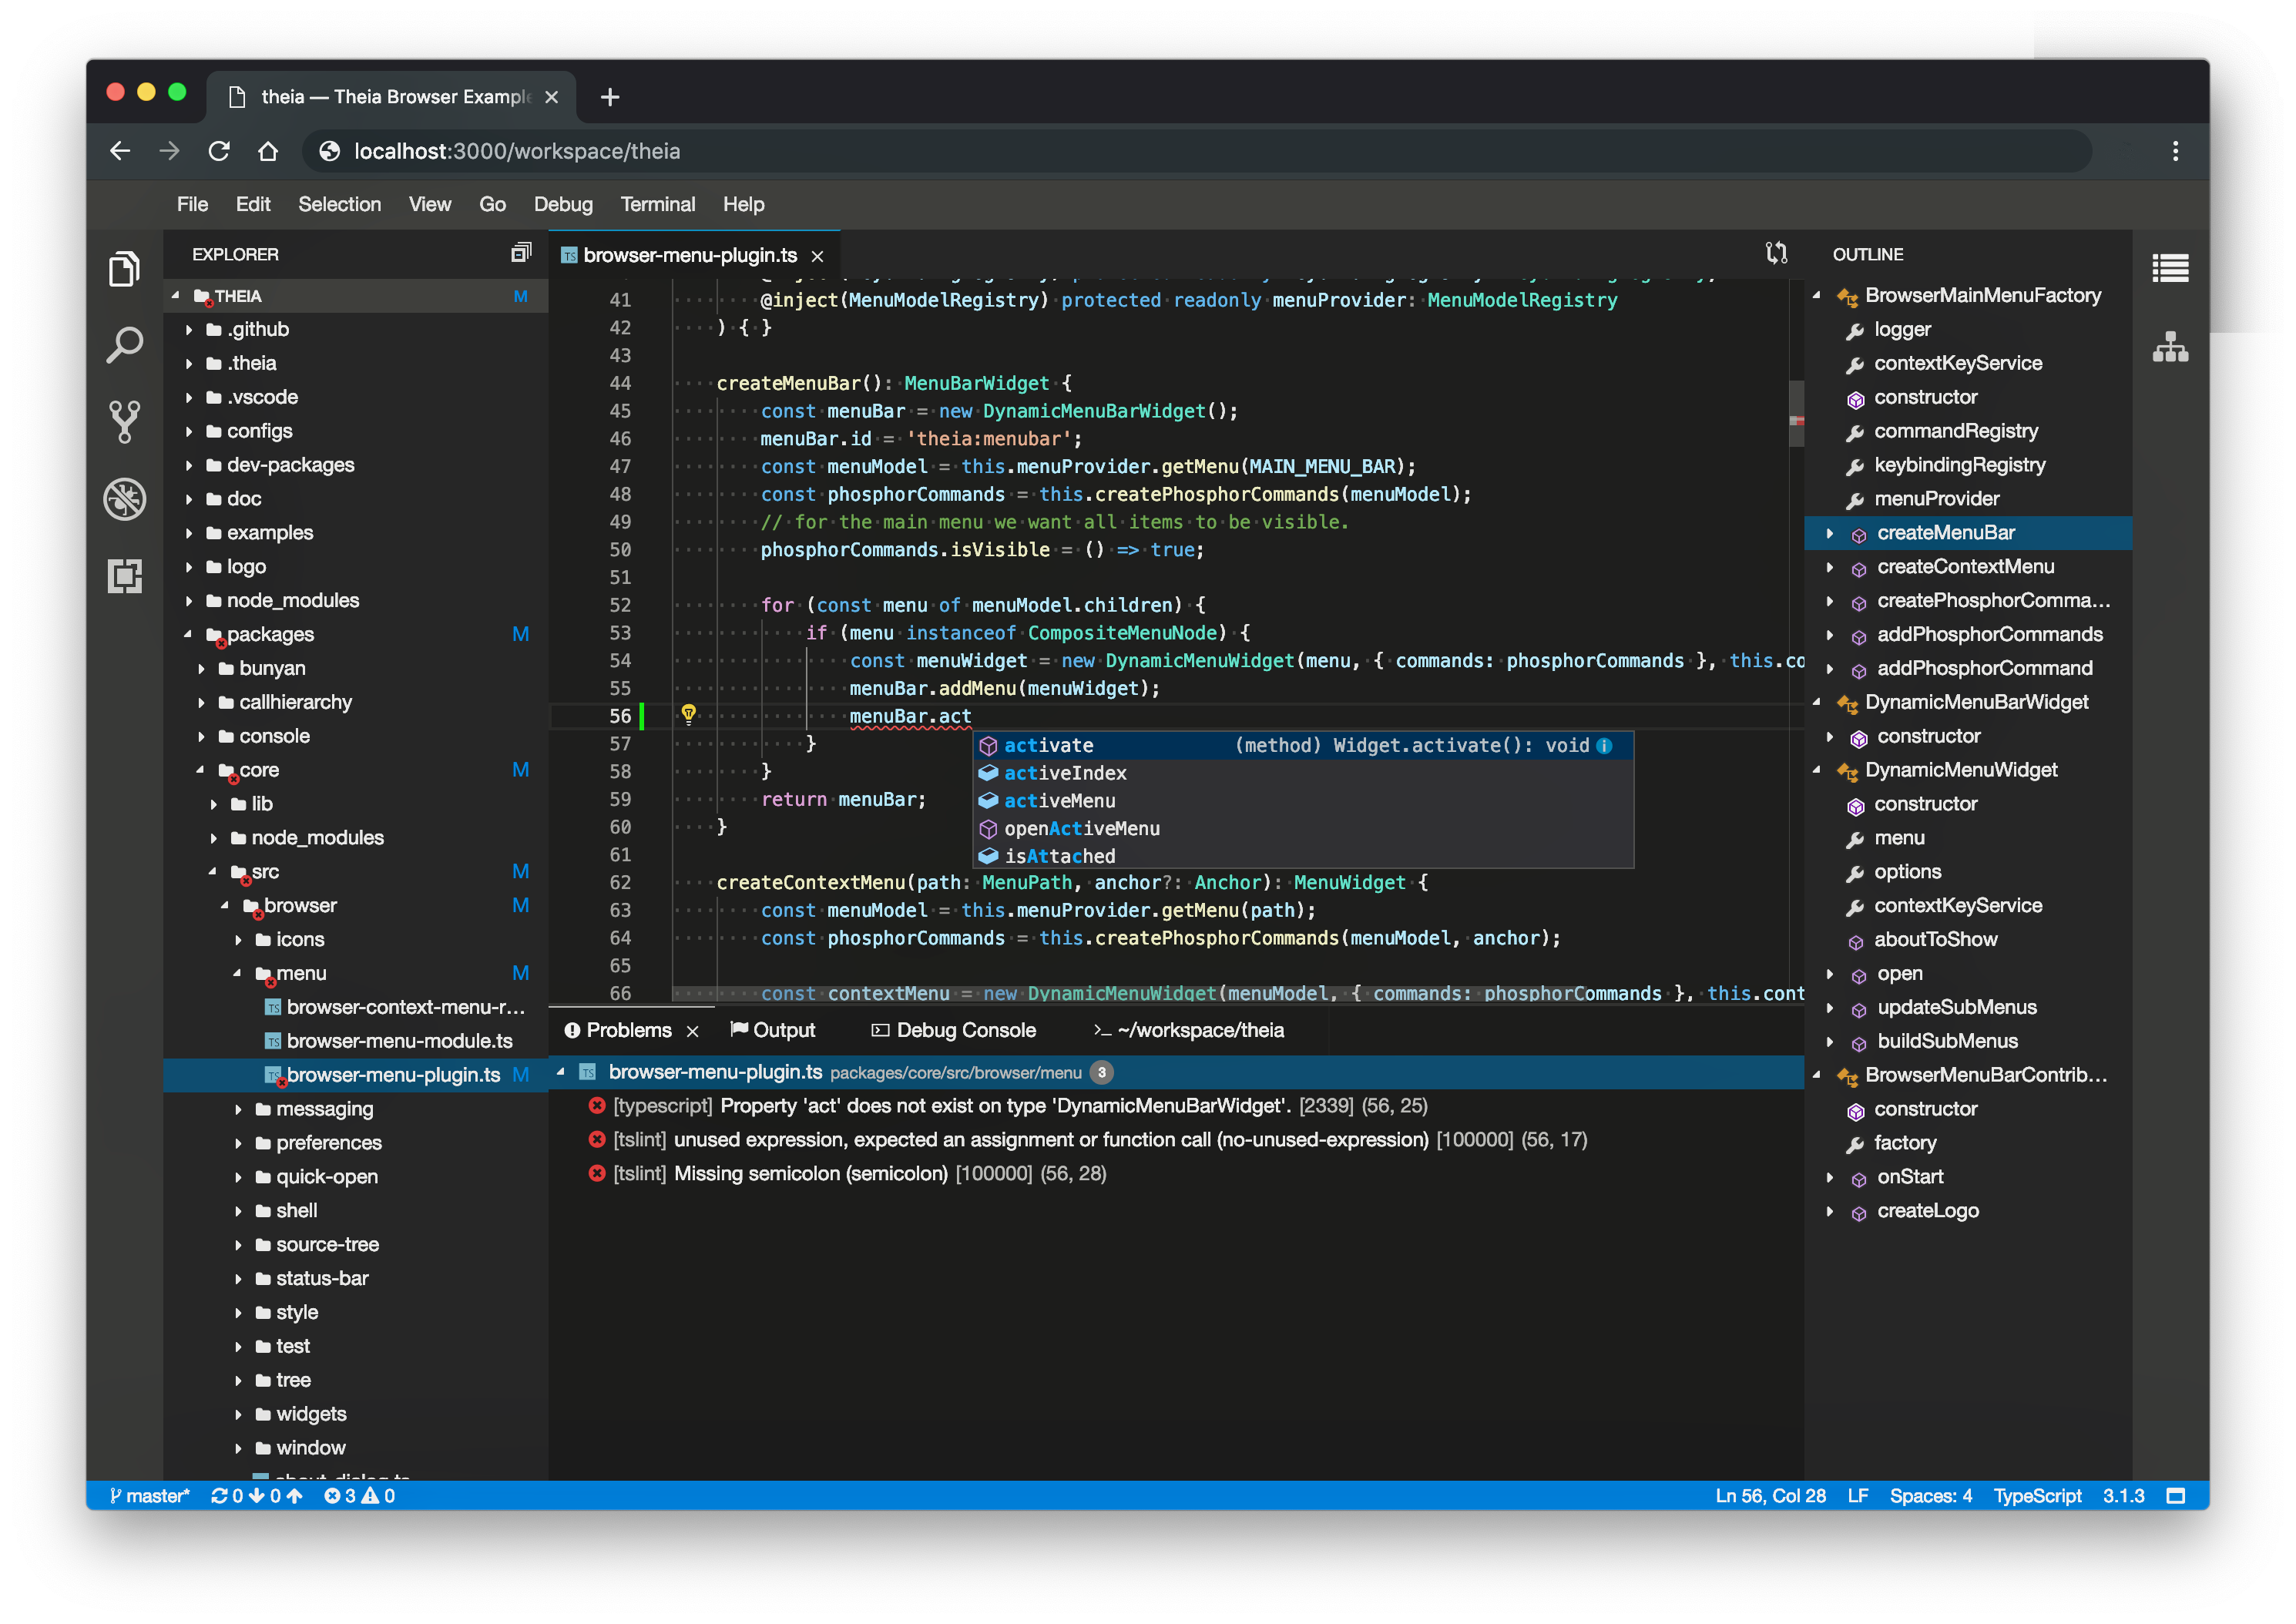 theia — Theia Browser Example
localhost:3000/workspace/theia
File Edit Selection View Go Debug Terminal Help
EXPLORER
THEIA M
.github
.theia
.vscode
configs
dev-packages
doc
examples
logo
node_modules
packages M
bunyan
callhierarchy
console
core M
lib
node_modules
src M
browser M
icons
menu M
TS browser-context-menu-r...
TS browser-menu-module.ts
TS browser-menu-plugin.ts M
messaging
preferences
quick-open
shell
source-tree
status-bar
style
test
tree
widgets
window
TS browser-menu-plugin.ts
41 @inject(MenuModelRegistry) protected readonly menuProvider: MenuModelRegistry
42 ) { }
43
44 createMenuBar(): MenuBarWidget {
45 const menuBar = new DynamicMenuBarWidget();
46 menuBar.id = 'theia:menubar';
47 const menuModel = this.menuProvider.getMenu(MAIN_MENU_BAR);
48 const phosphorCommands = this.createPhosphorCommands(menuModel);
49 // for the main menu we want all items to be visible.
50 phosphorCommands.isVisible = () => true;
51
52 for (const menu of menuModel.children) {
53 if (menu instanceof CompositeMenuNode) {
54 const menuWidget = new DynamicMenuWidget(menu, { commands: phosphorCommands }, this.co
55 menuBar.addMenu(menuWidget);
56 menuBar.act
57 }
58 }
59 return menuBar;
60 }
61
62 createContextMenu(path: MenuPath, anchor?: Anchor): MenuWidget {
63 const menuModel = this.menuProvider.getMenu(path);
64 const phosphorCommands = this.createPhosphorCommands(menuModel, anchor);
65
66 const contextMenu = new DynamicMenuWidget(menuModel, { commands: phosphorCommands }, this.cont
activate (method) Widget.activate(): void
activeIndex
activeMenu
openActiveMenu
isAttached
Problems Output Debug Console ~/workspace/theia
TS browser-menu-plugin.ts packages/core/src/browser/menu 3
[typescript] Property 'act' does not exist on type 'DynamicMenuBarWidget'. [2339] (56, 25)
[tslint] unused expression, expected an assignment or function call (no-unused-expression) [100000] (56, 17)
[tslint] Missing semicolon (semicolon) [100000] (56, 28)
OUTLINE
BrowserMainMenuFactory
logger
contextKeyService
constructor
commandRegistry
keybindingRegistry
menuProvider
createMenuBar
createContextMenu
createPhosphorComma...
addPhosphorCommands
addPhosphorCommand
DynamicMenuBarWidget
constructor
DynamicMenuWidget
constructor
menu
options
contextKeyService
aboutToShow
open
updateSubMenus
buildSubMenus
BrowserMenuBarContrib...
constructor
factory
onStart
createLogo
master* 0 0 3 0
Ln 56, Col 28 LF Spaces: 4 TypeScript 3.1.3